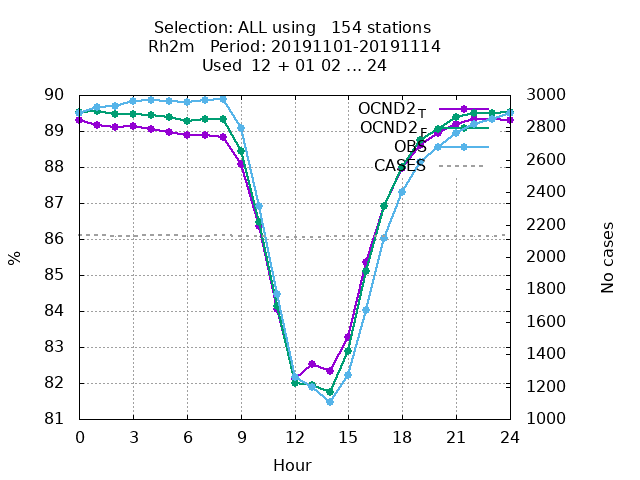 Selection: ALL using   154 stations
Rh2m   Period: 20191101-20191114
Used  12 + 01 02 ... 24
OCND2 T
OCND2 F
OBS
CASES
90
89
88
87
86
85
84
83
82
81
%
3000
2800
2600
2400
2200
2000
1800
1600
1400
1200
1000
No cases
0 3 6 9 12 15 18 21 24
Hour